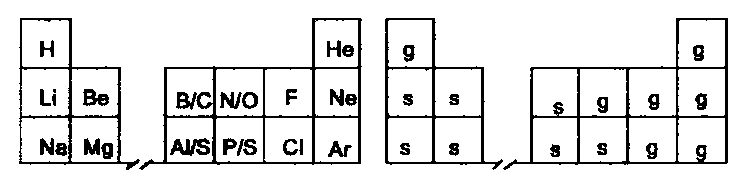 H He g g
Li Be B/C N/O F Ne s s s g g g
Na Mg Al/S P/S Cl Ar s s s s g g